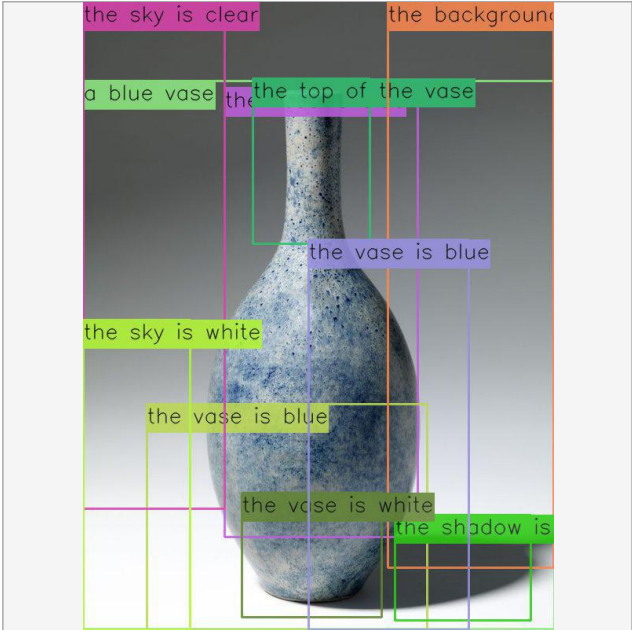 the sky is clear
the background
a blue vase
the
the top of the vase
the vase is blue
the sky is white
the vase is blue
the vase is white
the shadow is